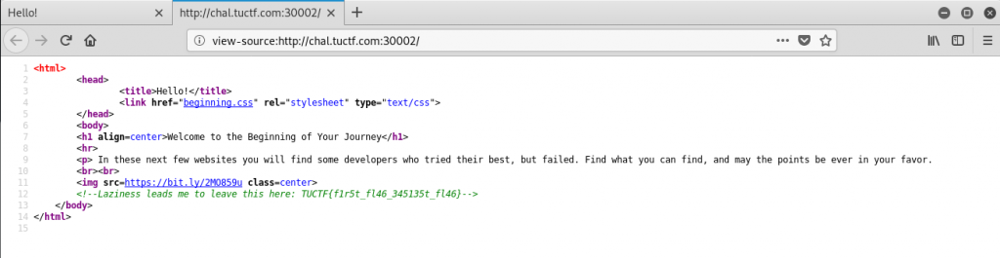 Hello!
http://chal.tuctf.com:30002/
view-source:http://chal.tuctf.com:30002/
1 <html>
2 <head>
3 <title>Hello!</title>
4 <link href="beginning.css" rel="stylesheet" type="text/css">
5 </head>
6 <body>
7 <h1 align=center>Welcome to the Beginning of Your Journey</h1>
8 <hr>
9 <p> In these next few websites you will find some developers who tried their best, but failed. Find what you can find, and may the points be ever in your favor.
10 <br><br>
11 <img src=https://bit.ly/2MO859u class=center>
12 <!--Laziness leads me to leave this here: TUCTF{f1r5t_fl46_345135t_fl46}-->
13 </body>
14 </html>
15